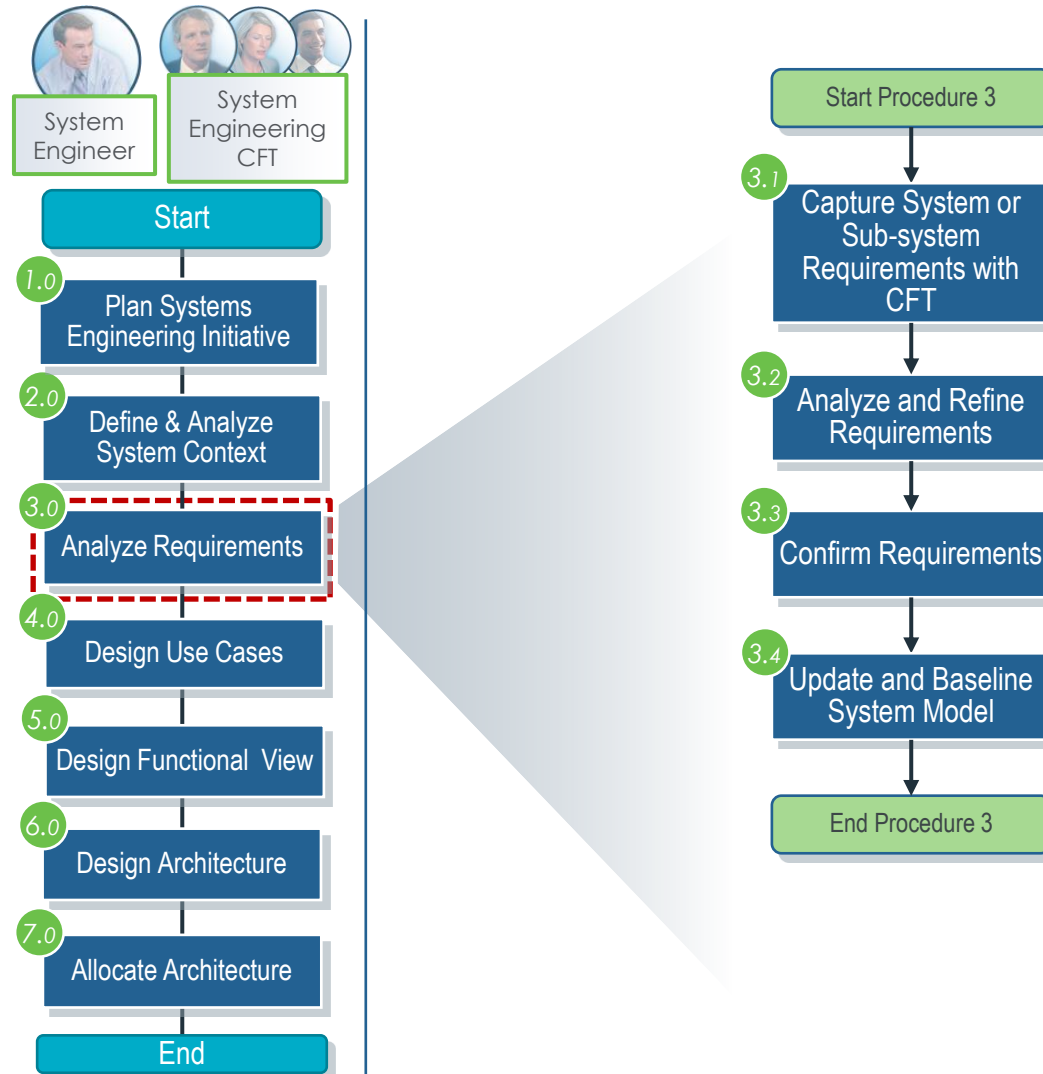 System
Engineer
System
Engineering
CFT
Start
1.0
Plan Systems
Engineering Initiative
2.0
Define & Analyze
System Context
3.0
Analyze Requirements
4.0
Design Use Cases
5.0
Design Functional View
6.0
Design Architecture
7.0
Allocate Architecture
End
Start Procedure 3
3.1
Capture System or
Sub-system
Requirements with
CFT
3.2
Analyze and Refine
Requirements
3.3
Confirm Requirements
3.4
Update and Baseline
System Model
End Procedure 3